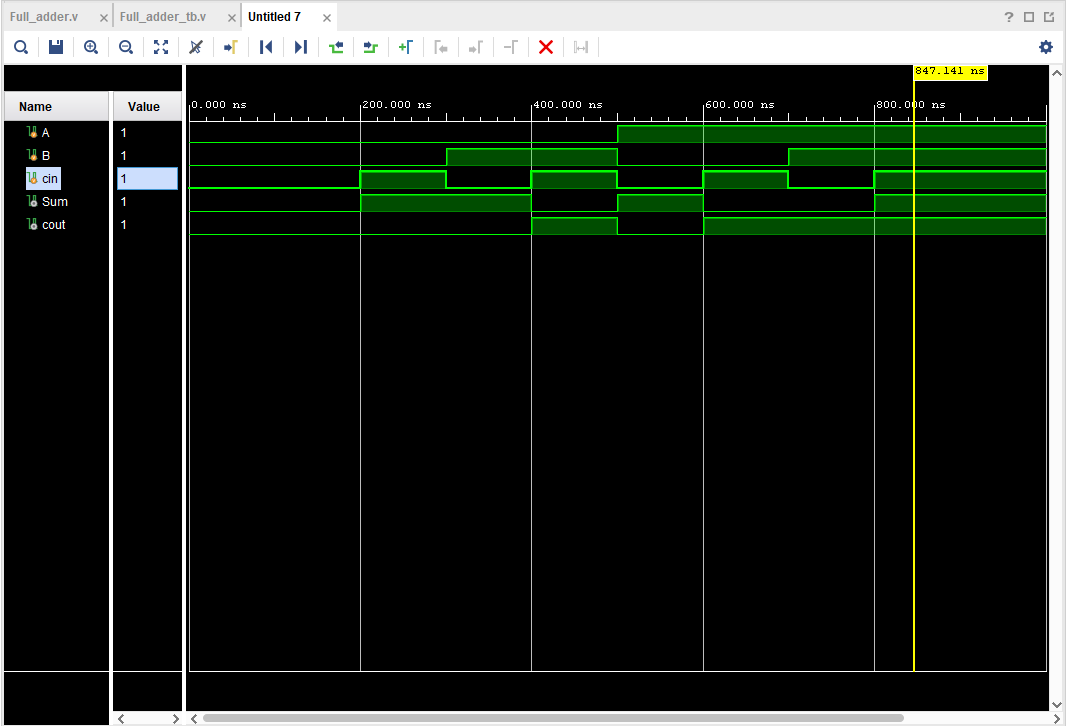 Full_adder.v Full_adder_tb.v Untitled 7 ?
847.141 ns
Name Value 0.000 ns 200.000 ns 400.000 ns 600.000 ns 800.000 ns
A 1
B 1
cin 1
Sum 1
cout 1